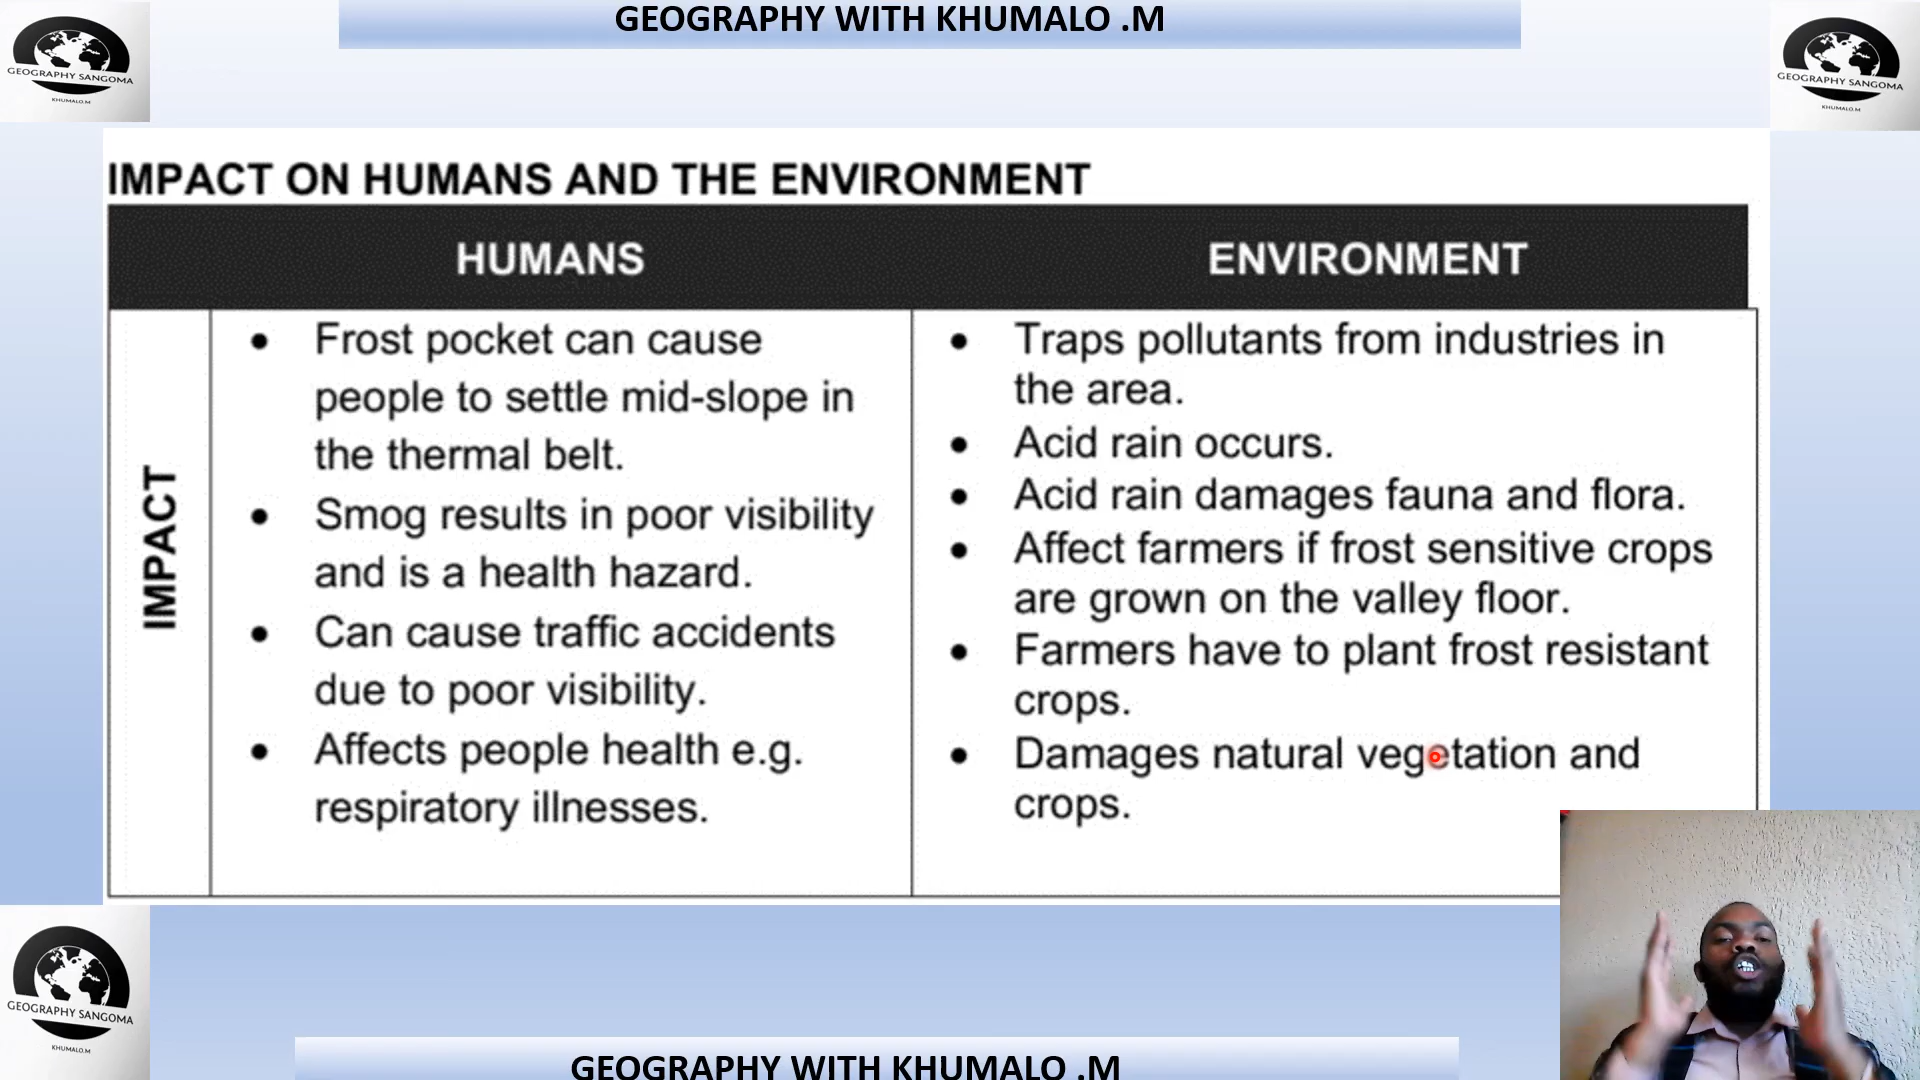 GEOGRAPHY WITH KHUMALO .M
GEOGRAPHY SANGOMA
KHUMALO.M
GEOGRAPHY SANGOMA
KHUMALO.M
IMPACT ON HUMANS AND THE ENVIRONMENT
HUMANS
ENVIRONMENT
IMPACT
• Frost pocket can cause
people to settle mid-slope in
the thermal belt.
• Smog results in poor visibility
and is a health hazard.
• Can cause traffic accidents
due to poor visibility.
• Affects people health e.g.
respiratory illnesses.
• Traps pollutants from industries in
the area.
• Acid rain occurs.
• Acid rain damages fauna and flora.
• Affect farmers if frost sensitive crops
are grown on the valley floor.
• Farmers have to plant frost resistant
crops.
• Damages natural vegetation and
crops.
GEOGRAPHY SANGOMA
KHUMALO.M
GEOGRAPHY WITH KHUMALO .M